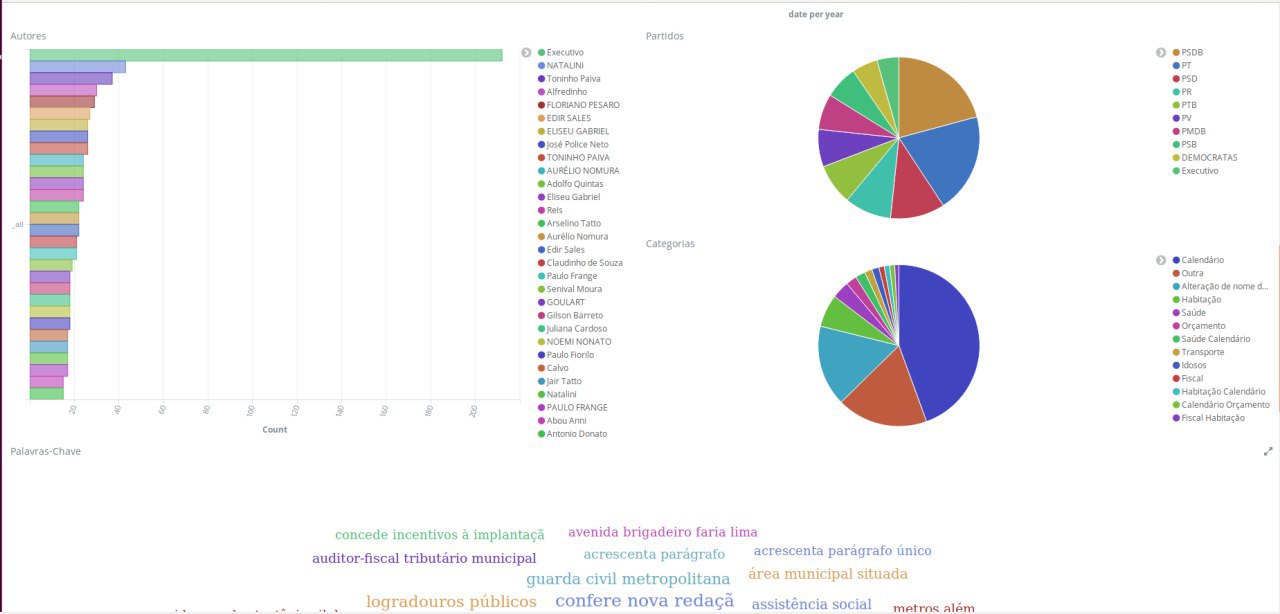 date per year
Autores
Executivo
NATALINI
Toninho Paiva
Alfredinho
FLORIANO PESARO
EDIR SALES
ELISEU GABRIEL
José Police Neto
TONINHO PAIVA
AURÉLIO NOMURA
Adolfo Quintas
Eliseu Gabriel
Reis
Arselino Tatto
Aurélio Nomura
Edir Sales
Claudinho de Souza
Paulo Frange
Senival Moura
GOULART
Gilson Barreto
Juliana Cardoso
NOEMI NONATO
Paulo Fiorilo
Calvo
Jair Tatto
Natalini
PAULO FRANGE
Abou Anni
Antonio Donato
_all
20 40 60 80 100 120 140 160 180 200
Count
Partidos
PSDB
PT
PSD
PR
PTB
PV
PMDB
PSB
DEMOCRATAS
Executivo
Categorias
Calendário
Outra
Alteração de nome d...
Habitação
Saúde
Orçamento
Saúde Calendário
Transporte
Idosos
Fiscal
Habitação Calendário
Calendário Orçamento
Fiscal Habitação
Palavras-Chave
concede incentivos à implantaçã avenida brigadeiro faria lima
auditor-fiscal tributário municipal acrescenta parágrafo acrescenta parágrafo único
guarda civil metropolitana área municipal situada
logradouros públicos confere nova redaçã assistência social metros além